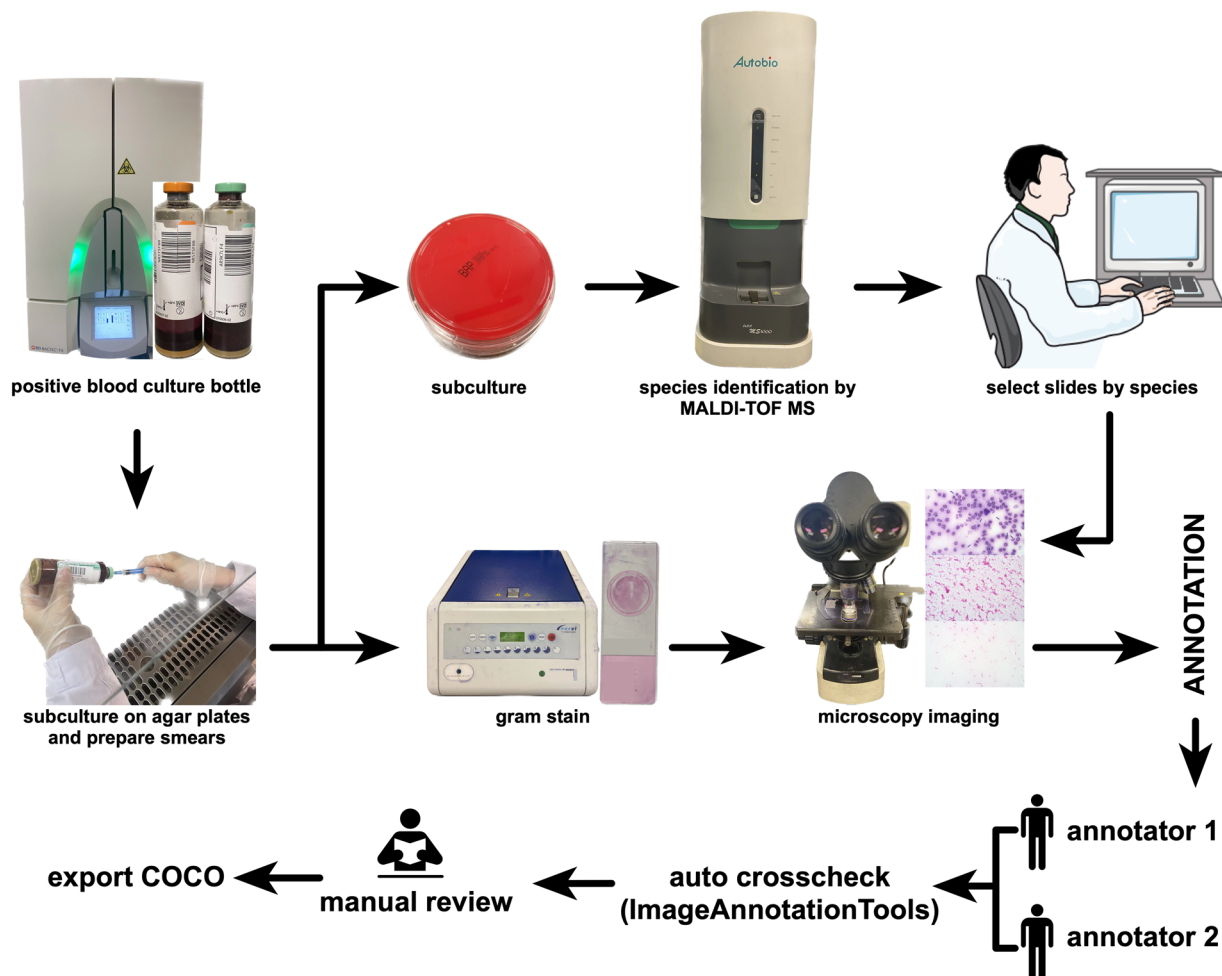 Autobio
positive blood culture bottle
subculture
species identification by
MALDI-TOF MS
select slides by species
subculture on agar plates
and prepare smears
gram stain
microscopy imaging
ANNOTATION
annotator 1
annotator 2
auto crosscheck
(ImageAnnotationTools)
manual review
export COCO